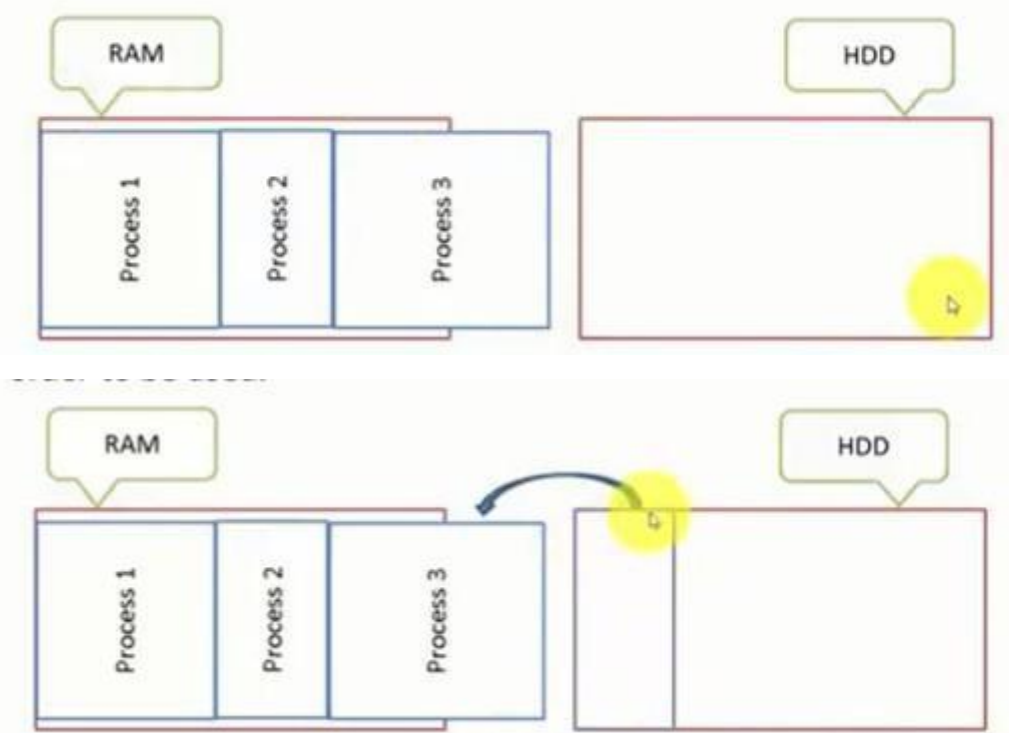 RAM
HDD
Process 1
Process 2
Process 3
RAM
HDD
Process 1
Process 2
Process 3